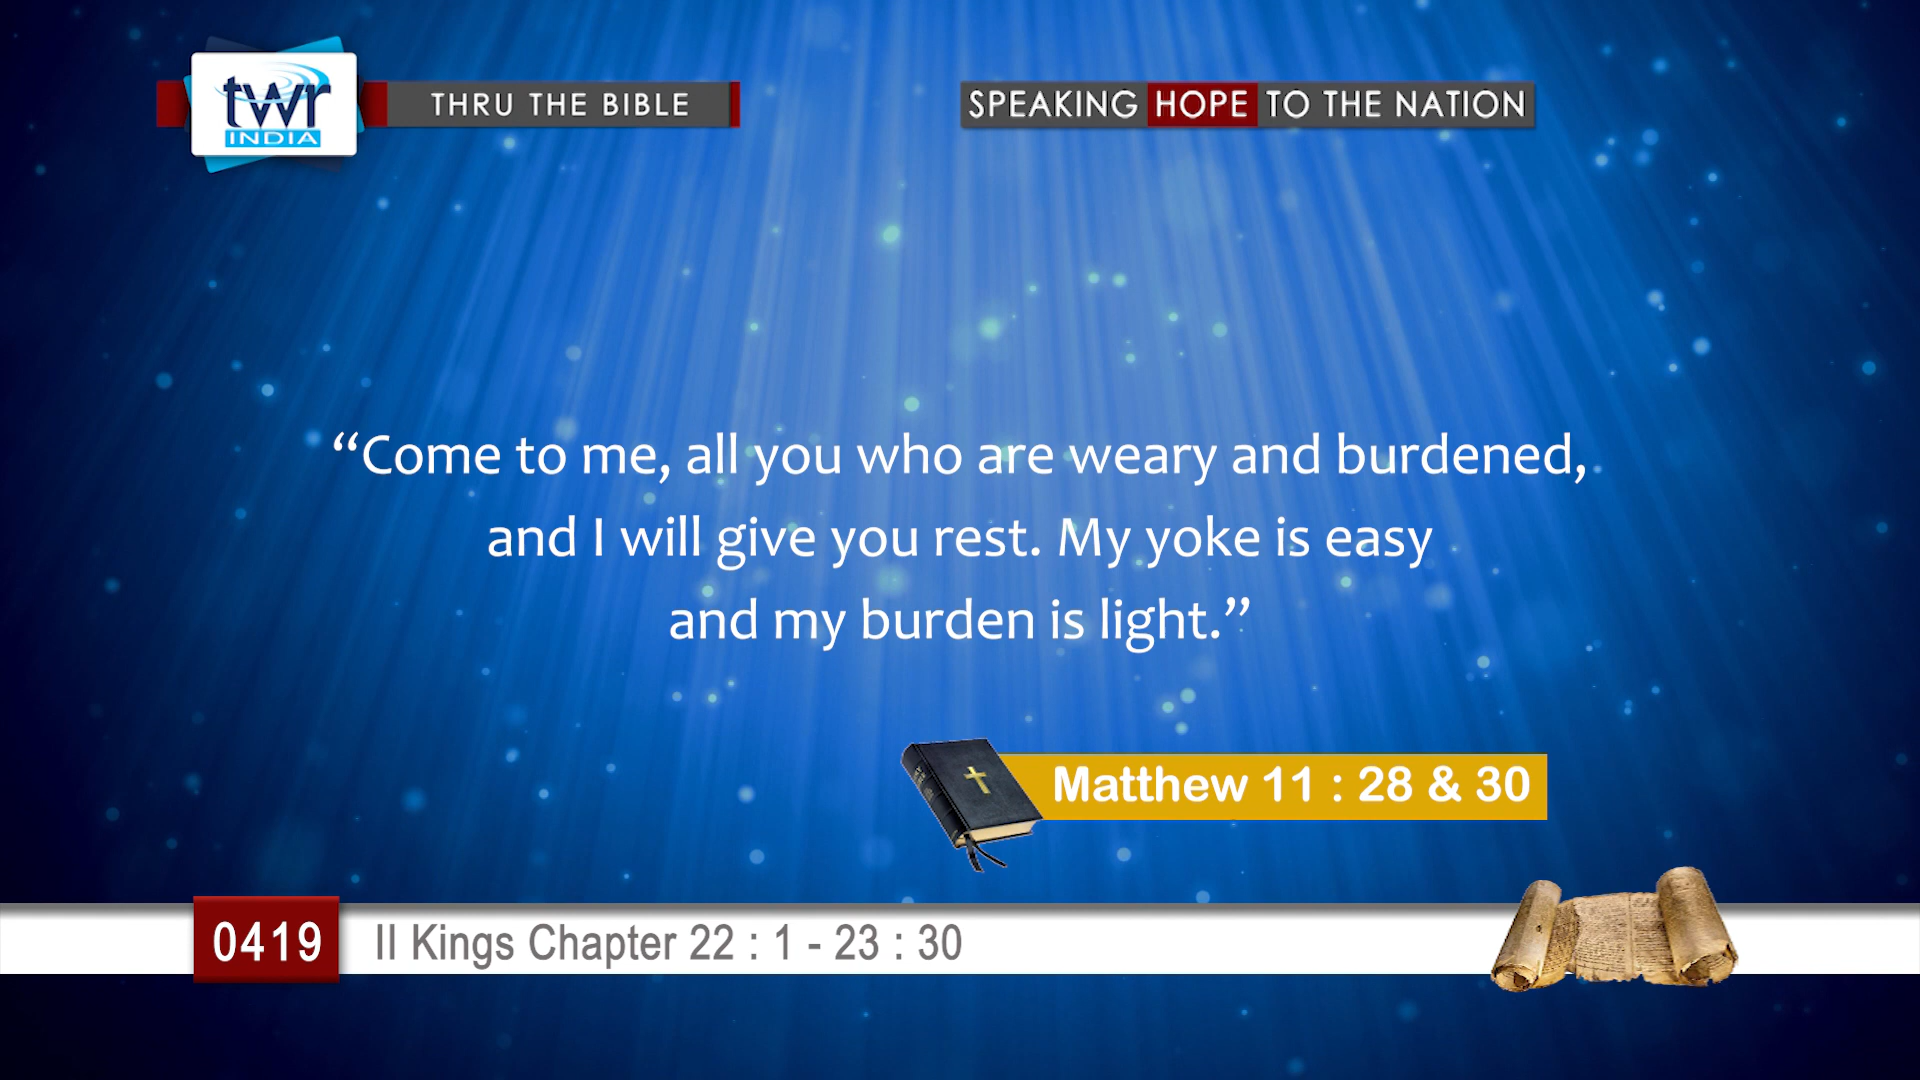 twr
INDIA
THRU THE BIBLE
SPEAKING HOPE TO THE NATION
“Come to me, all you who are weary and burdened,
and I will give you rest. My yoke is easy
and my burden is light.”
Matthew 11 : 28 & 30
0419
II Kings Chapter 22 : 1 - 23 : 30